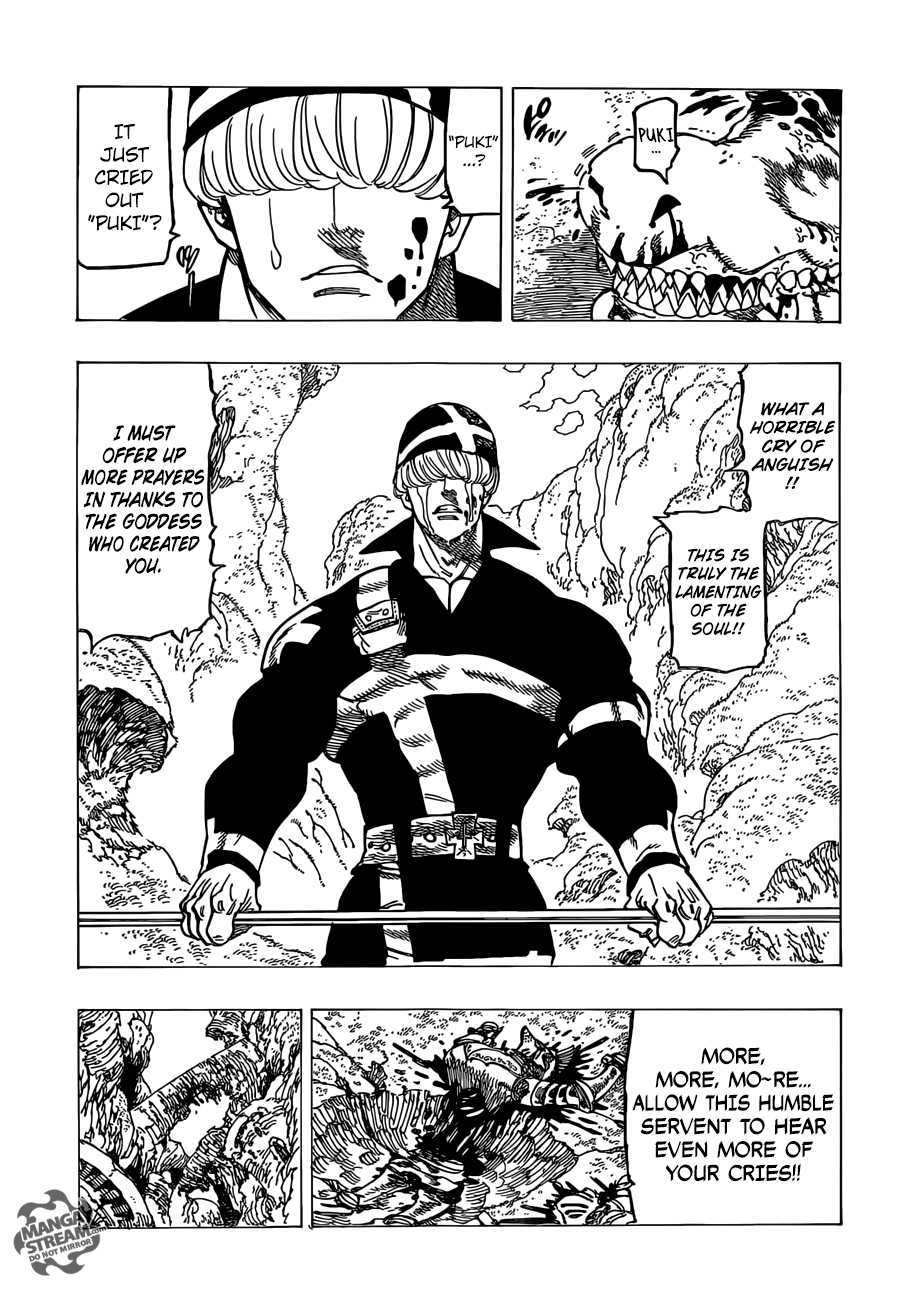 PUKI
...
"PUKI"
...?
IT
JUST
CRIED
OUT
"PUKI"?
WHAT A
HORRIBLE
CRY OF
ANGUISH
!!
THIS IS
TRULY THE
LAMENTING
OF THE
SOUL!!
I MUST
OFFER UP
MORE PRAYERS
IN THANKS TO
THE GODDESS
WHO CREATED
YOU.
MORE,
MORE, MO~RE...
ALLOW THIS HUMBLE
SERVENT TO HEAR
EVEN MORE OF
YOUR CRIES!!
MANGA
STREAM.com
DO NOT MIRROR